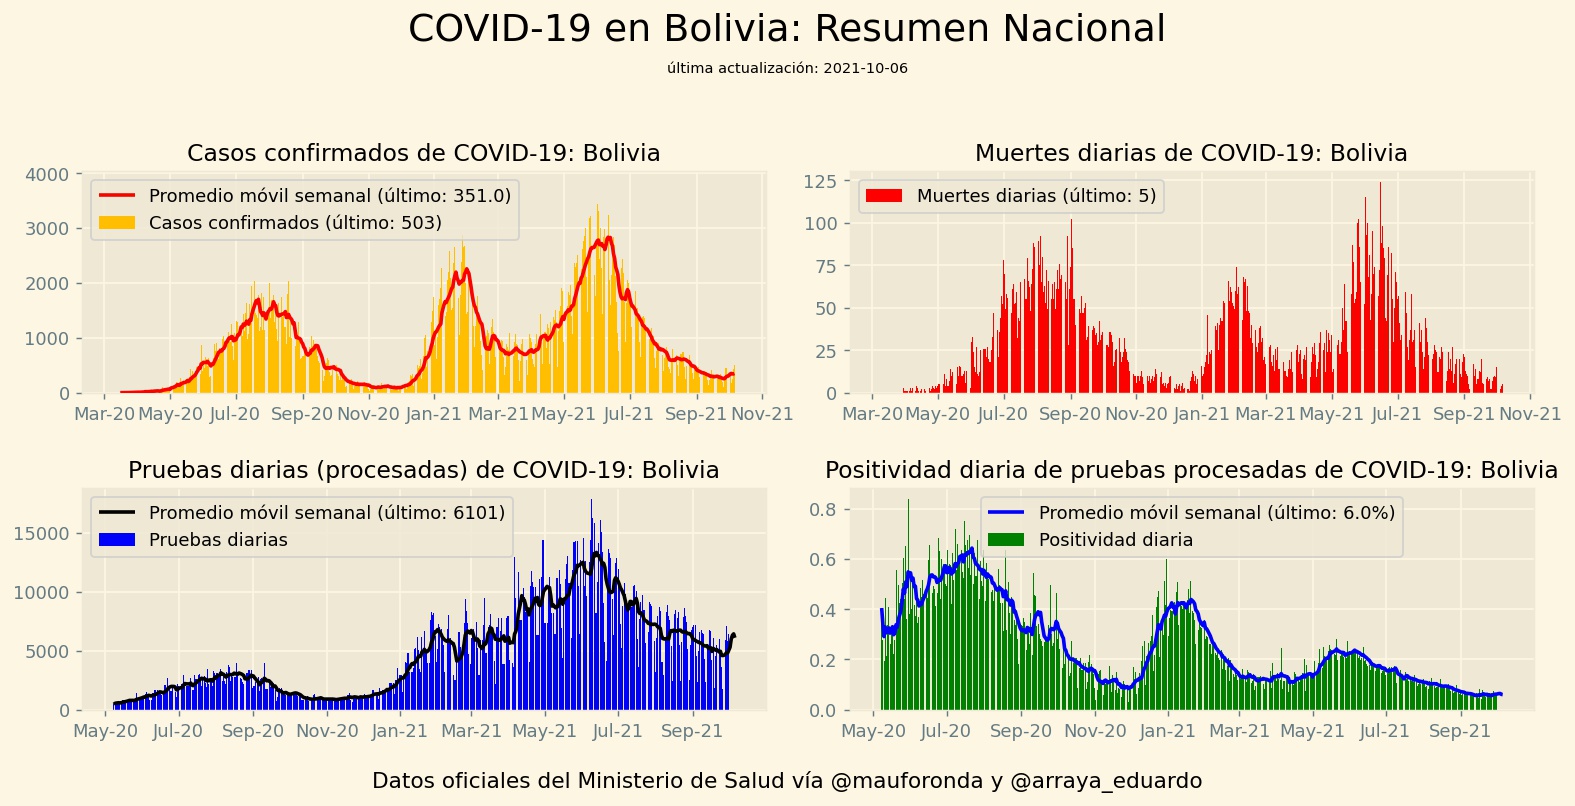 COVID-19 en Bolivia: Resumen Nacional
última actualización: 2021-10-06
Casos confirmados de COVID-19: Bolivia
Promedio móvil semanal (último: 351.0)
Casos confirmados (último: 503)
4000
3000
2000
1000
0
Mar-20 May-20 Jul-20 Sep-20 Nov-20 Jan-21 Mar-21 May-21 Jul-21 Sep-21 Nov-21
Muertes diarias de COVID-19: Bolivia
Muertes diarias (último: 5)
125
100
75
50
25
0
Mar-20 May-20 Jul-20 Sep-20 Nov-20 Jan-21 Mar-21 May-21 Jul-21 Sep-21 Nov-21
Pruebas diarias (procesadas) de COVID-19: Bolivia
Promedio móvil semanal (último: 6101)
Pruebas diarias
15000
10000
5000
0
May-20 Jul-20 Sep-20 Nov-20 Jan-21 Mar-21 May-21 Jul-21 Sep-21
Positividad diaria de pruebas procesadas de COVID-19: Bolivia
Promedio móvil semanal (último: 6.0%)
Positividad diaria
0.8
0.6
0.4
0.2
0.0
May-20 Jul-20 Sep-20 Nov-20 Jan-21 Mar-21 May-21 Jul-21 Sep-21
Datos oficiales del Ministerio de Salud vía @mauforonda y @arraya_eduardo